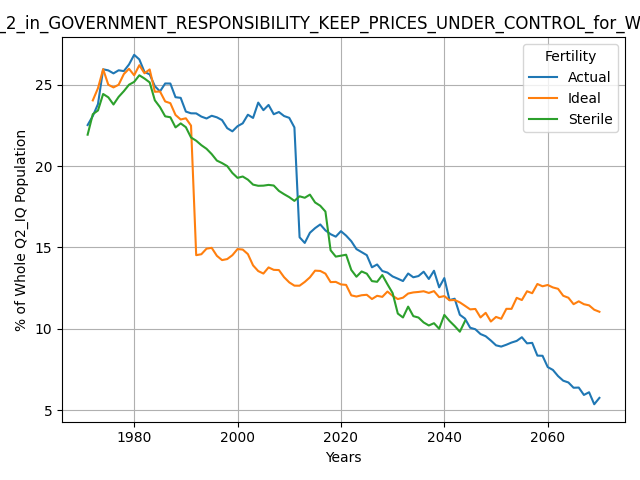 _2_in_GOVERNMENT_RESPONSIBILITY_KEEP_PRICES_UNDER_CONTROL_for_W
Fertility
Actual
Ideal
Sterile
% of Whole Q2_IQ Population
25
20
15
10
5
1980
2000
2020
2040
2060
Years